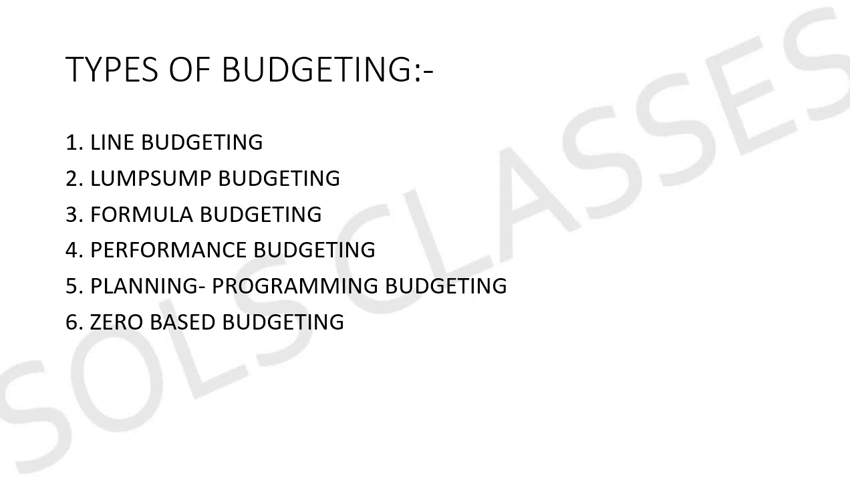 TYPES OF BUDGETING:-
1. LINE BUDGETING
2. LUMPSUMP BUDGETING
3. FORMULA BUDGETING
4. PERFORMANCE BUDGETING
5. PLANNING- PROGRAMMING BUDGETING
6. ZERO BASED BUDGETING
SOLS CLASSES